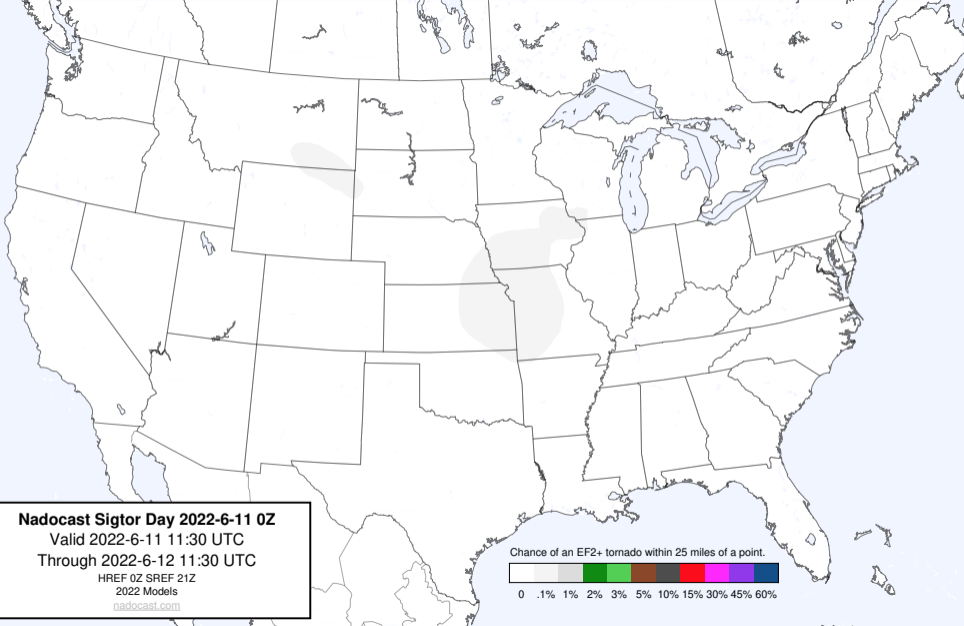 Nadocast Sigtor Day 2022-6-11 0Z
Valid 2022-6-11 11:30 UTC
Through 2022-6-12 11:30 UTC
HREF 0Z SREF 21Z
2022 Models
nadocast.com
Chance of an EF2+ tornado within 25 miles of a point.
0 .1% 1% 2% 3% 5% 10% 15% 30% 45% 60%